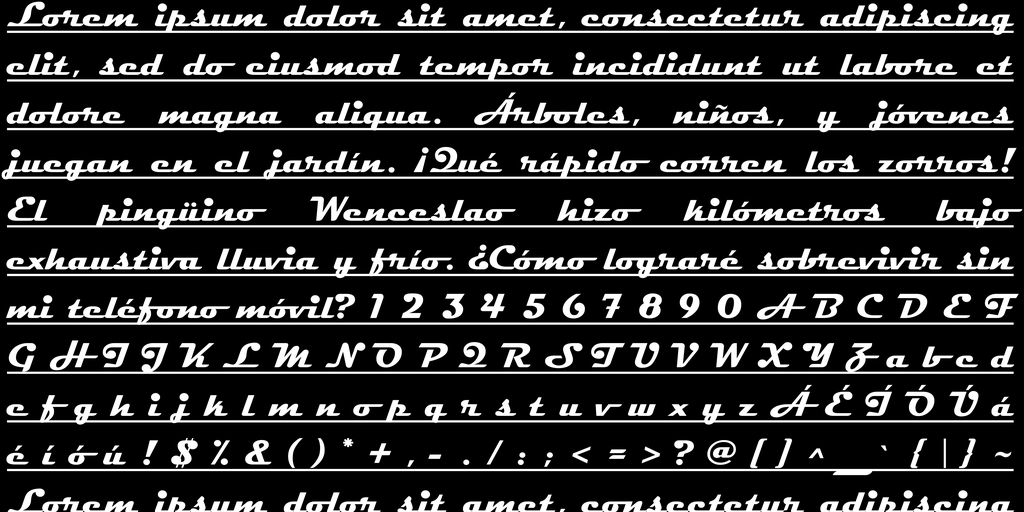 Lorem ipsum dolor sit amet, consectetur adipiscing
elit, sed do eiusmod tempor incididunt ut labore et
dolore magna aliqua. Árboles, niños, y jóvenes
juegan en el jardín. ¡Qué rápido corren los zorros!
El pingüino Wenceslao hizo kilómetros bajo
exhaustiva lluvia y frío. ¿Cómo lograré sobrevivir sin
mi teléfono móvil? 1 2 3 4 5 6 7 8 9 0 A B C D E F
G H I J K L M N O P Q R S T U V W X Y Z a b c d
e f g h i j k l m n o p q r s t u v w x y z Á É Í Ó Ú á
é í ó ú ! $ % & ( ) * + , - . / : ; < = > ? @ [ ] ^ _ ` { | } ~
Lorem ipsum dolor sit amet, consectetur adipiscing